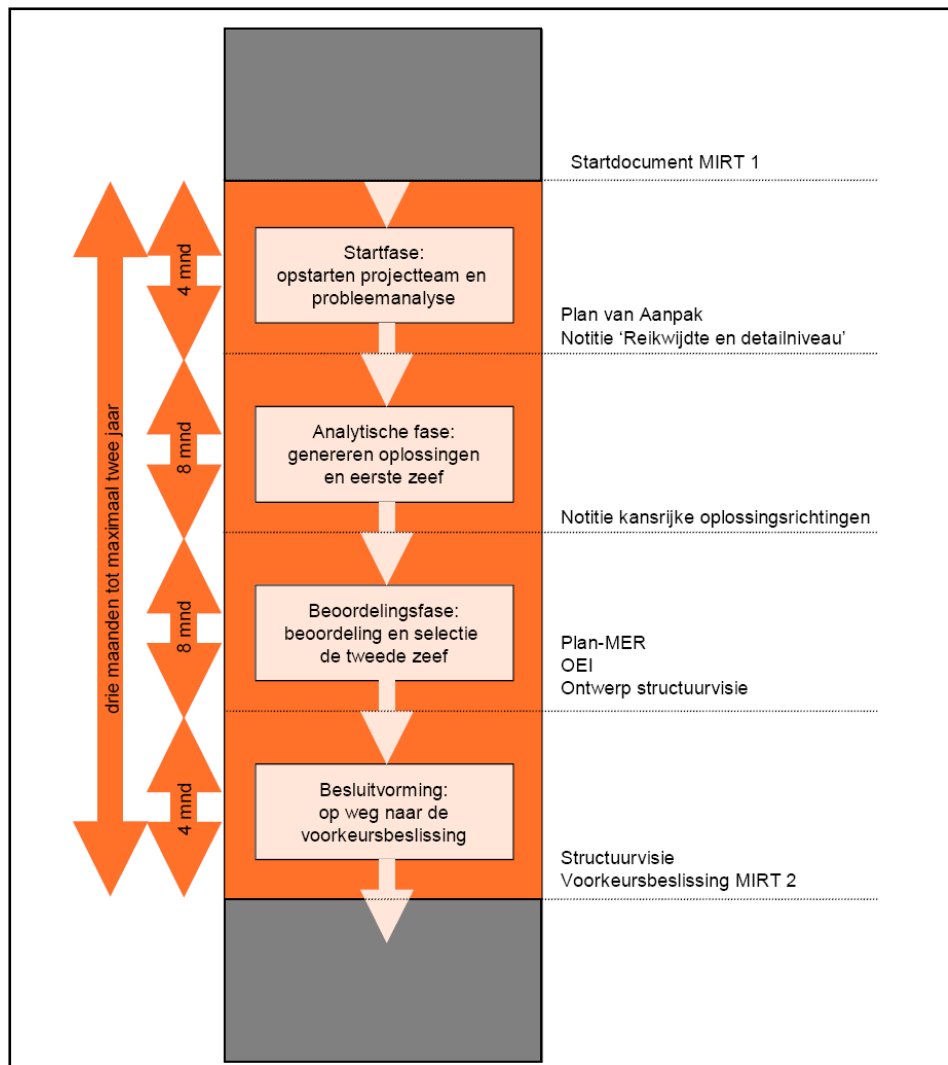 Startdocument MIRT 1
drie maanden tot maximaal twee jaar
4 mnd
Startfase:
opstarten projectteam en
probleemanalyse
Plan van Aanpak
Notitie ‘Reikwijdte en detailniveau’
8 mnd
Analytische fase:
genereren oplossingen
en eerste zeef
Notitie kansrijke oplossingsrichtingen
8 mnd
Beoordelingsfase:
beoordeling en selectie
de tweede zeef
Plan-MER
OEI
Ontwerp structuurvisie
4 mnd
Besluitvorming:
op weg naar de
voorkeursbeslissing
Structuurvisie
Voorkeursbeslissing MIRT 2